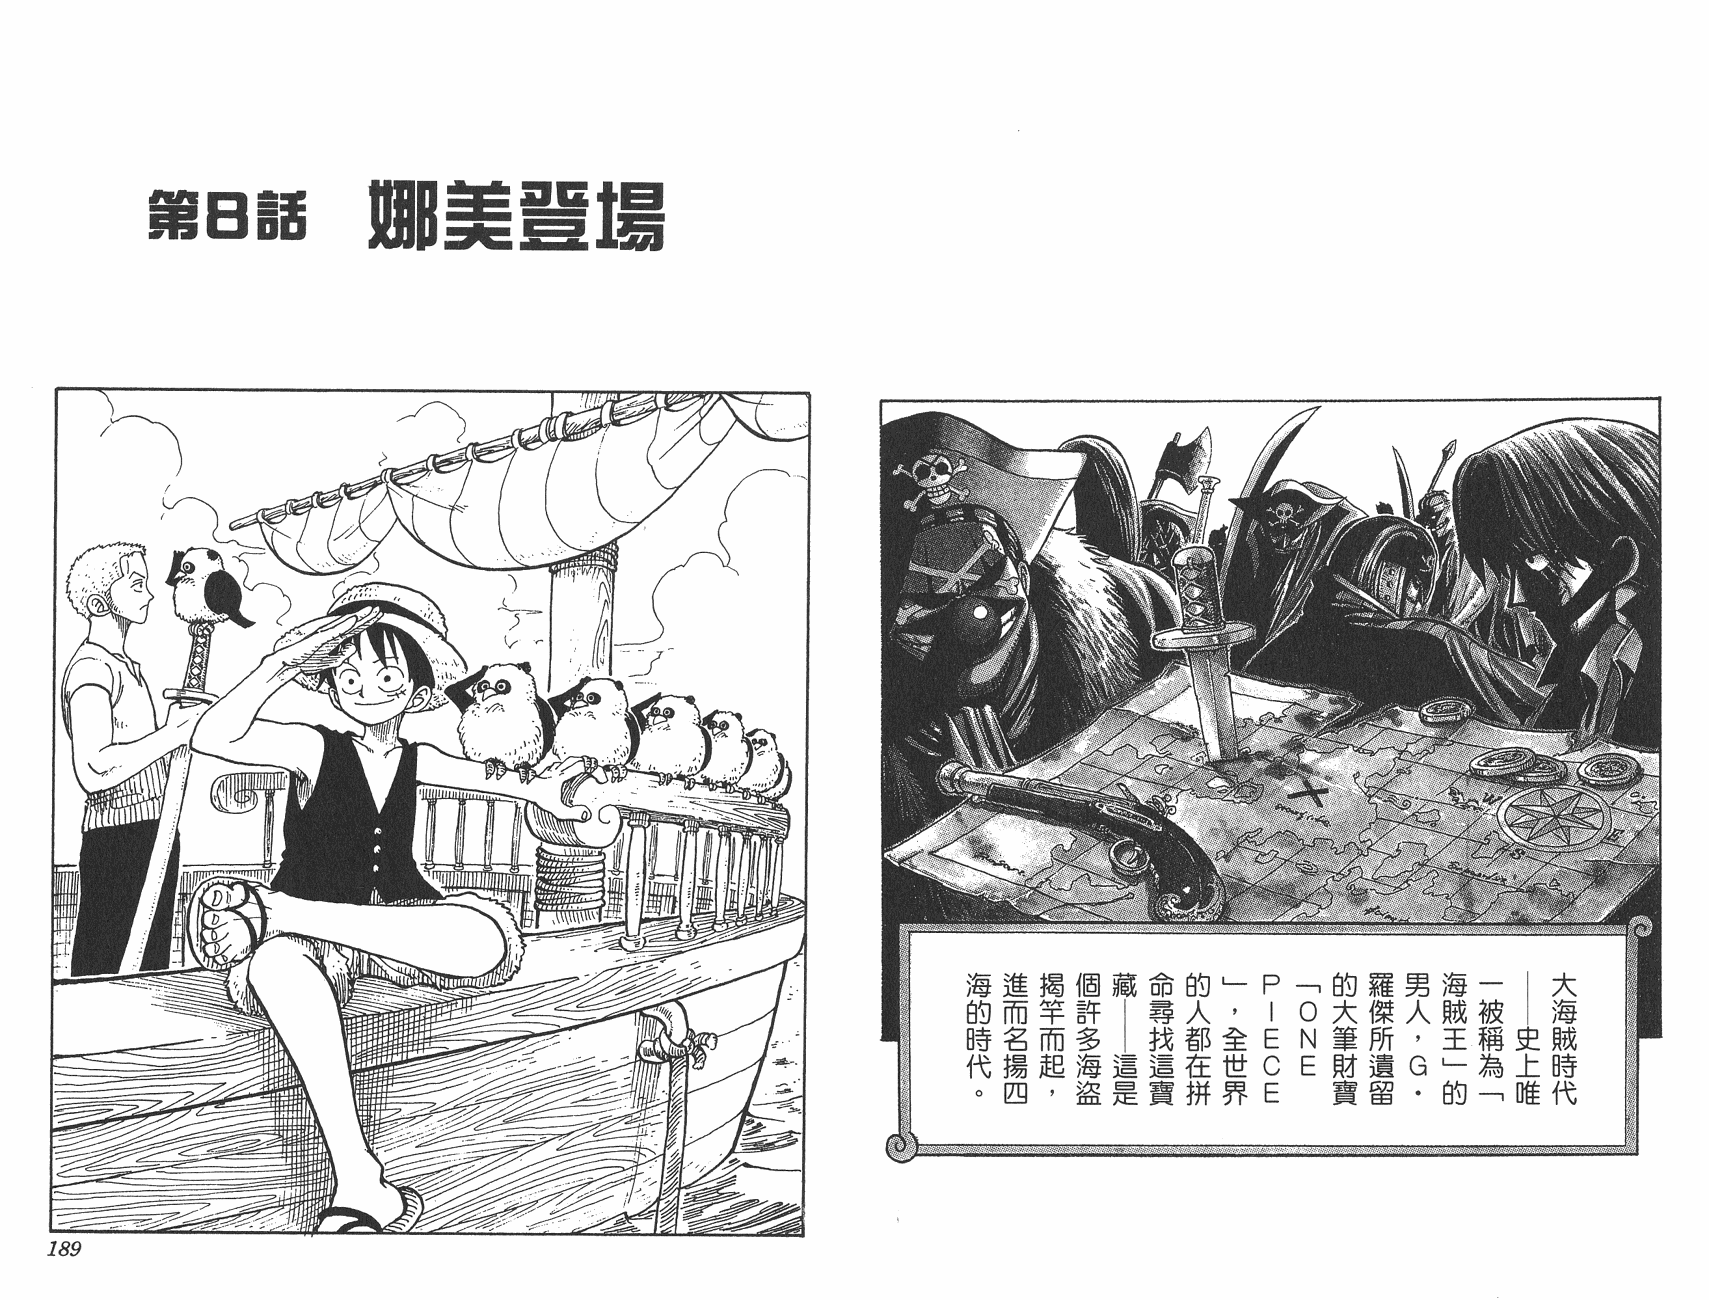 大海賊時代
──史上唯
一被稱為「
海賊王」的
男人，G．
羅傑所遺留
的大筆財寶
「ONE
PIECE
」，全世界
的人都在拼
命尋找這寶
藏──這是
個許多海盜
揭竿而起，
進而名揚四
海的時代。
第8話 娜美登場
189